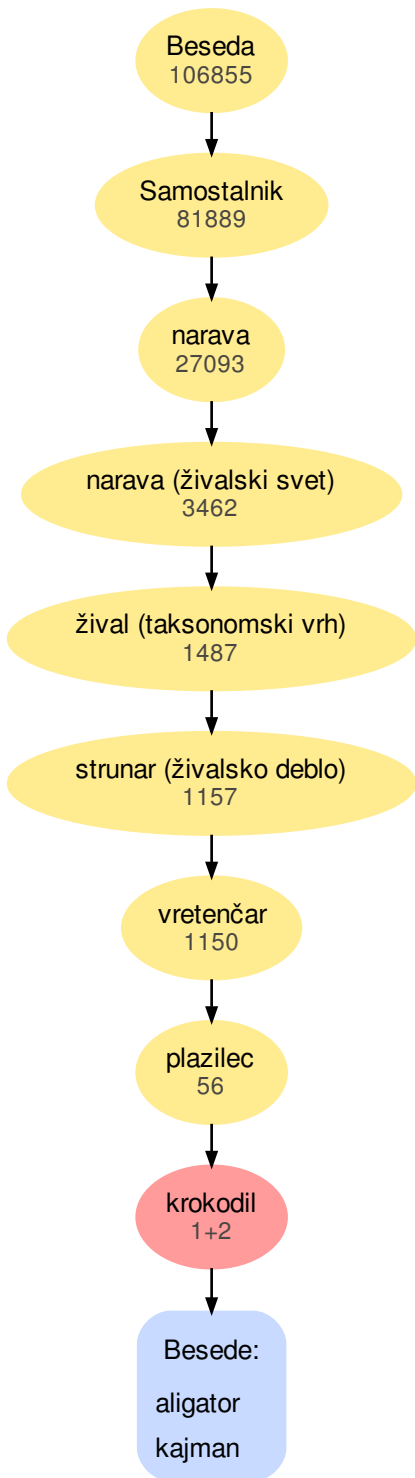 Beseda
106855
Samostalnik
81889
narava
27093
narava (živalski svet)
3462
žival (taksonomski vrh)
1487
strunar (živalsko deblo)
1157
vretenčar
1150
plazilec
56
krokodil
1+2
Besede:
aligator
kajman